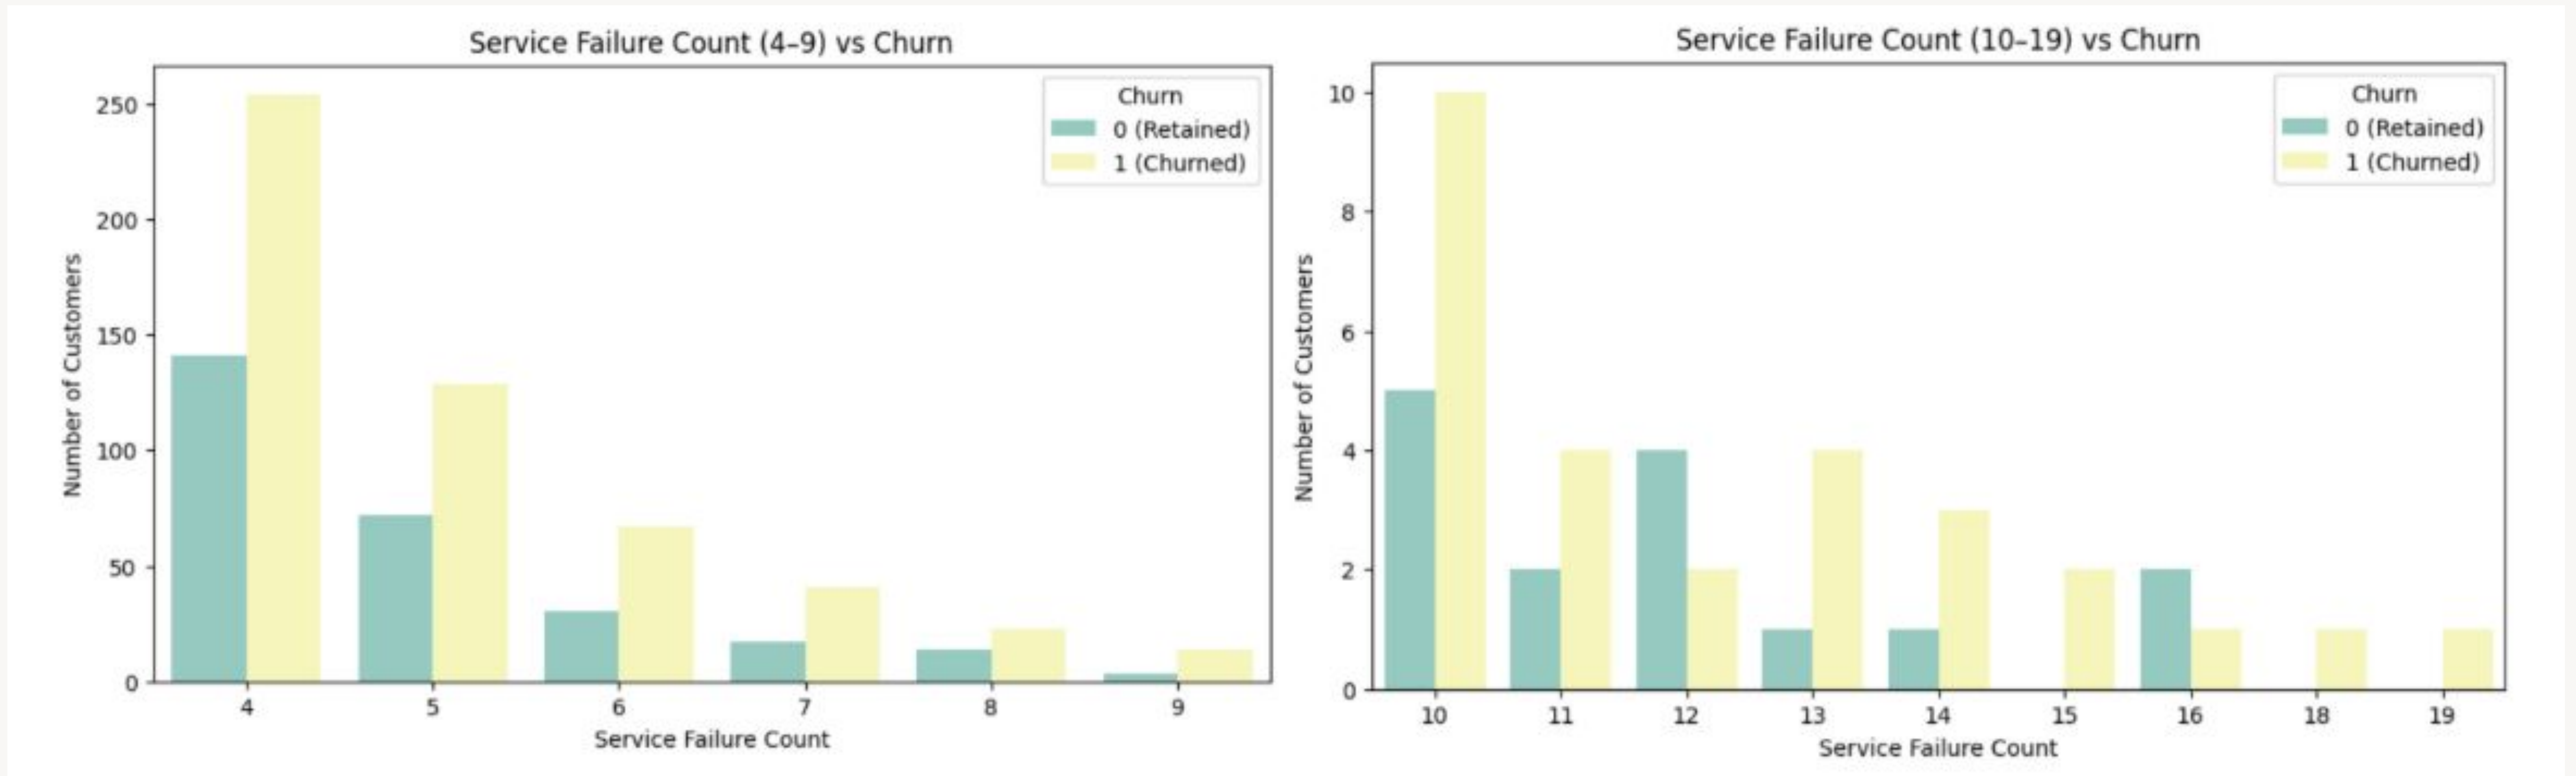 Service Failure Count (4–9) vs Churn
Churn
0 (Retained)
1 (Churned)
Number of Customers
250
200
150
100
50
0
4 5 6 7 8 9
Service Failure Count
Service Failure Count (10–19) vs Churn
Churn
0 (Retained)
1 (Churned)
Number of Customers
10
8
6
4
2
0
10 11 12 13 14 15 16 18 19
Service Failure Count